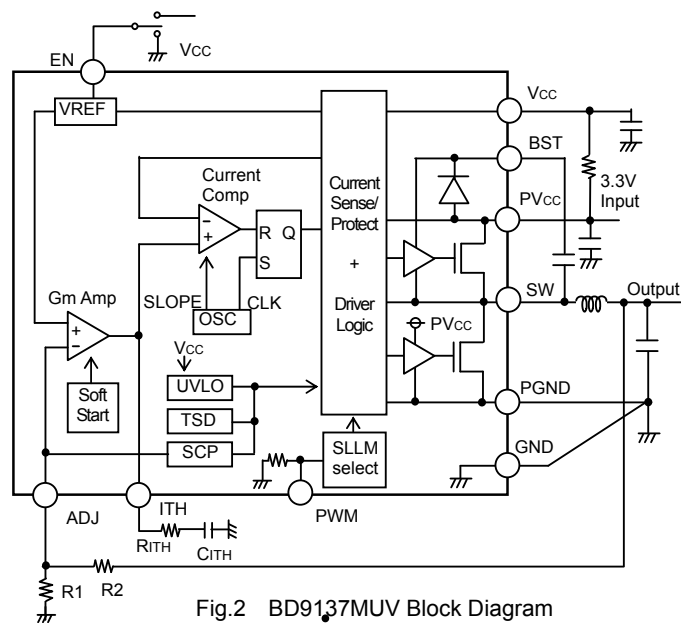 EN
VCC
VREF
VCC
BST
Current
Comp
Current
Sense/
Protect
+
Driver
Logic
3.3V
Input
PVCC
−
+
R Q
S
Gm Amp
SLOPE
CLK
OSC
SW
Output
+
−
VCC
PVCC
Soft
Start
UVLO
TSD
SCP
SLLM
select
PGND
GND
ADJ
ITH
PWM
RITH
CITH
R1
R2
Fig.2 BD9137MUV Block Diagram